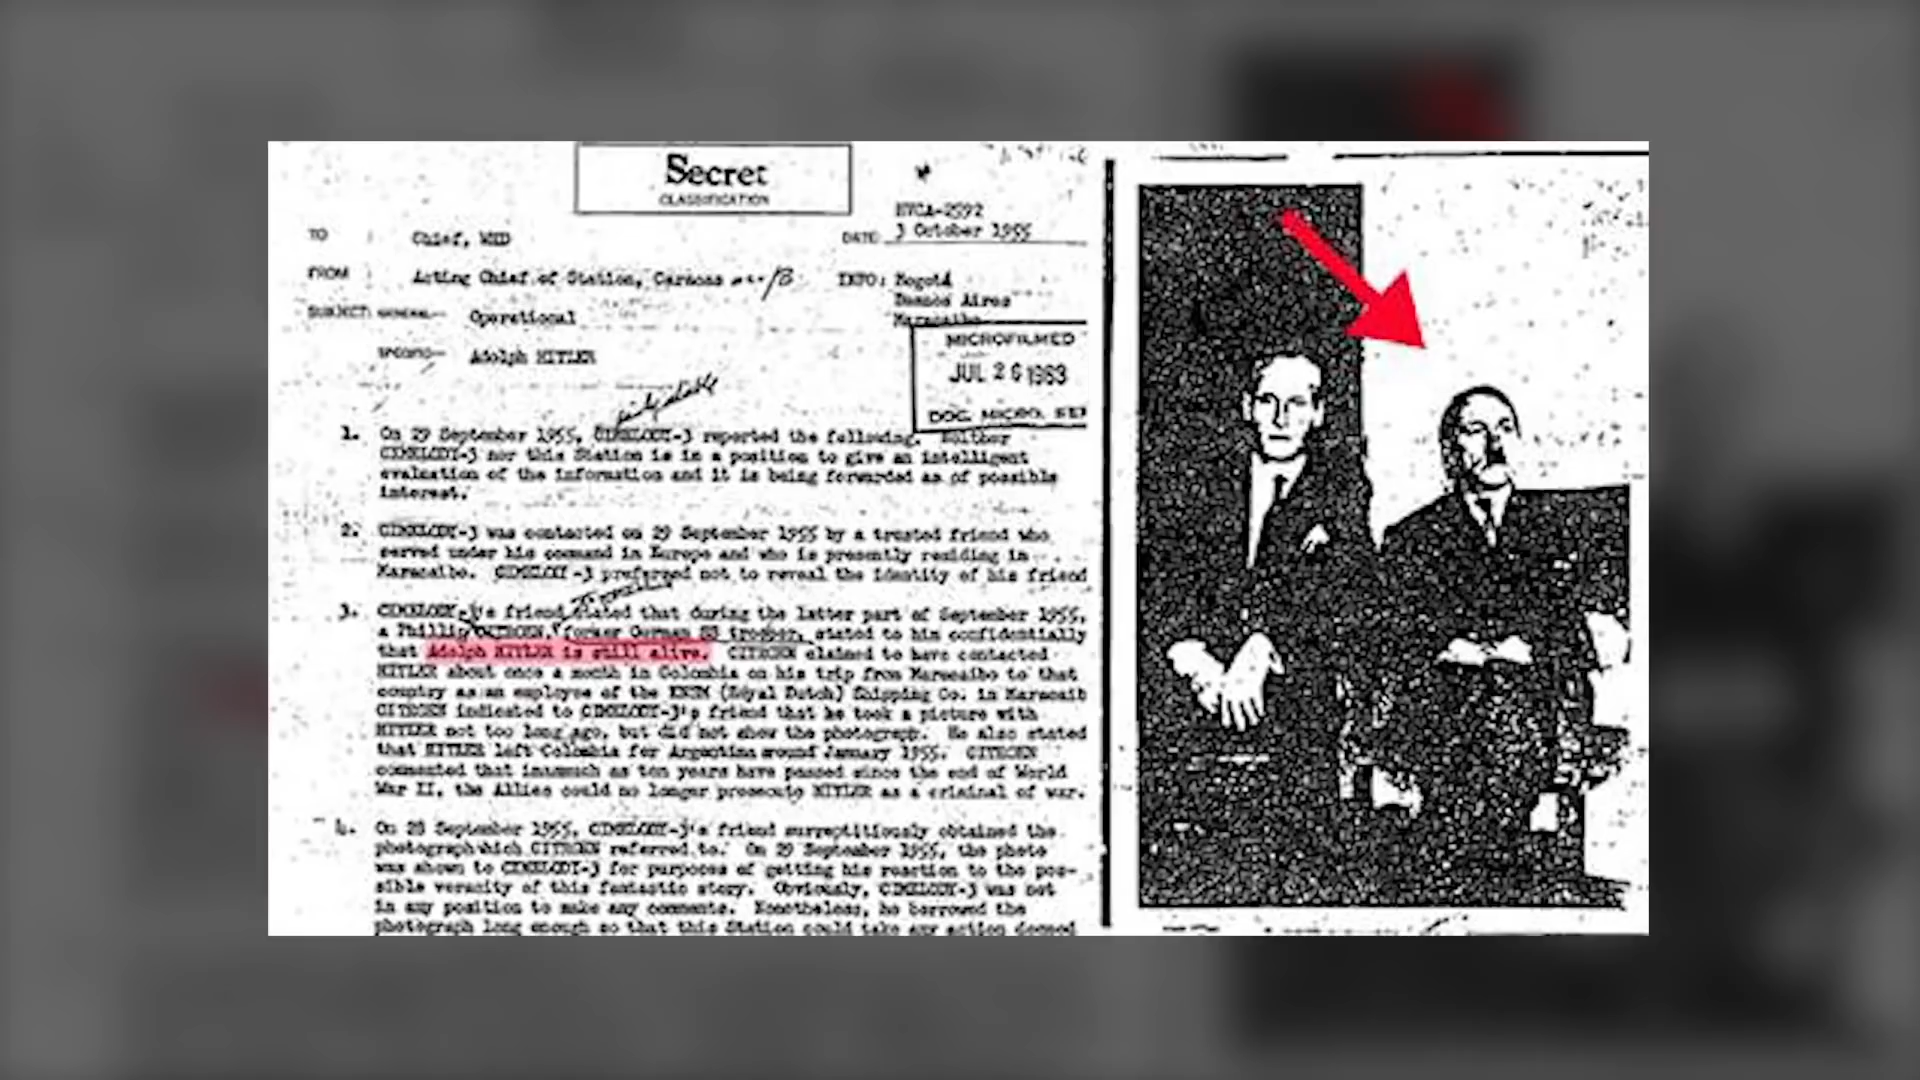 Secret
CLASSIFICATION
HVCA-2592
TO : Chief, WHD
DATE: 3 October 1955
FROM : Acting Chief of Station, Caracas
INFO: Bogotá
Buenos Aires
Maracaibo
SUBJECT: GENERAL— Operational
SPECIFIC— Adolph HITLER
MICROFILMED
JUL 26 1963
DOC. MICRO. SER
1. On 29 September 1955, CIMELODY-3 reported the following. Neither
CIMELODY-3 nor this Station is in a position to give an intelligent
evaluation of the information and it is being forwarded as of possible
interest.
2. CIMELODY-3 was contacted on 29 September 1955 by a trusted friend who
served under his command in Europe and who is presently residing in
Maracaibo. CIMELODY-3 preferred not to reveal the identity of his friend
3. CIMELODY-3's friend stated that during the latter part of September 1955,
a Phillip CITROEN, former German SS trooper, stated to him confidentially
that Adolph HITLER is still alive. CITROEN claimed to have contacted
HITLER about once a month in Colombia on his trip from Maracaibo to that
country as an employee of the KNSM (Royal Dutch) Shipping Co. in Maracaib
CITROEN indicated to CIMELODY-3's friend that he took a picture with
HITLER not too long ago, but did not show the photograph. He also stated
that HITLER left Colombia for Argentina around January 1955. CITROEN
commented that inasmuch as ten years have passed since the end of World
War II, the Allies could no longer prosecute HITLER as a criminal of war.
4. On 28 September 1955, CIMELODY-3's friend surreptitiously obtained the
photograph which CITROEN referred to. On 29 September 1955, the photo
was shown to CIMELODY-3 for purposes of getting his reaction to the pos-
sible veracity of this fantastic story. Obviously, CIMELODY-3 was not
in any position to make any comments. Nonetheless, he borrowed the
photograph long enough so that this Station could take any action deemed